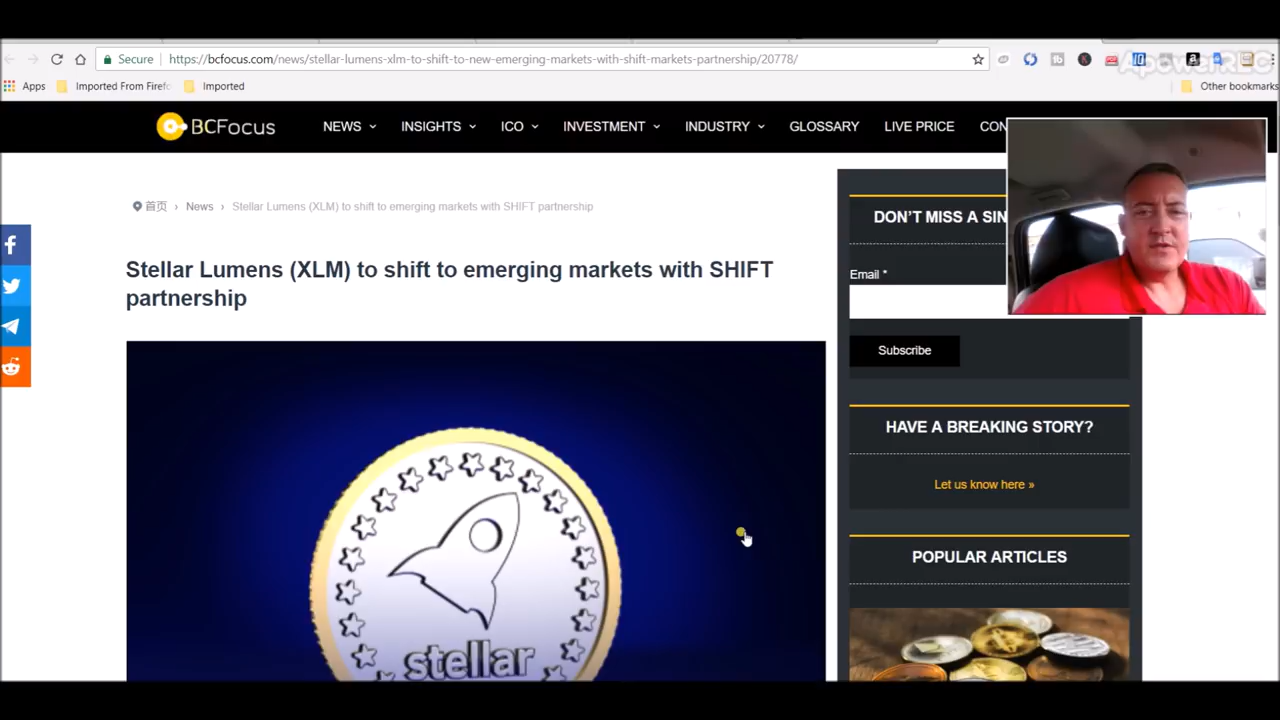 ApowerREC
Secure
https://bcfocus.com/news/stellar-lumens-xlm-to-shift-to-new-emerging-markets-with-shift-markets-partnership/20778/
Apps
Imported From Firefo
Imported
Other bookmarks
BCFocus
NEWS
INSIGHTS
ICO
INVESTMENT
INDUSTRY
GLOSSARY
LIVE PRICE
CON
首页 › News › Stellar Lumens (XLM) to shift to emerging markets with SHIFT partnership
Stellar Lumens (XLM) to shift to emerging markets with SHIFT
partnership
stellar
DON'T MISS A SIN
Email *
Subscribe
HAVE A BREAKING STORY?
Let us know here »
POPULAR ARTICLES